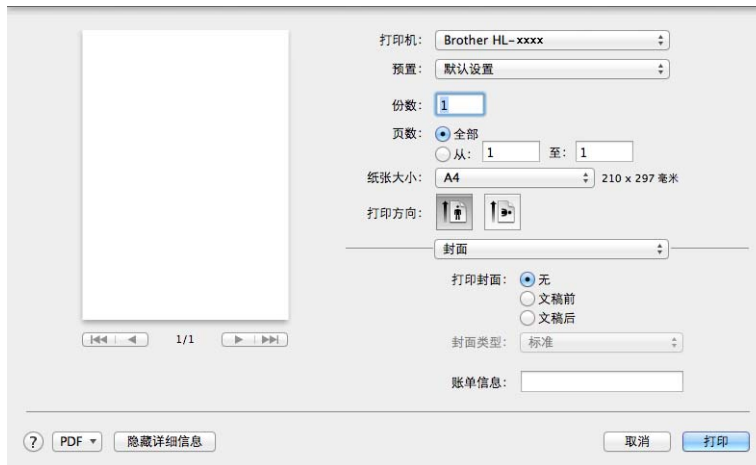 打印机： Brother HL-xxxx
预置： 默认设置
份数： 1
页数： 全部
从： 1 至： 1
纸张大小： A4 210 x 297 毫米
打印方向：
封面
打印封面： 无
文稿前
文稿后
1/1
封面类型： 标准
账单信息：
? PDF 隐藏详细信息 取消 打印